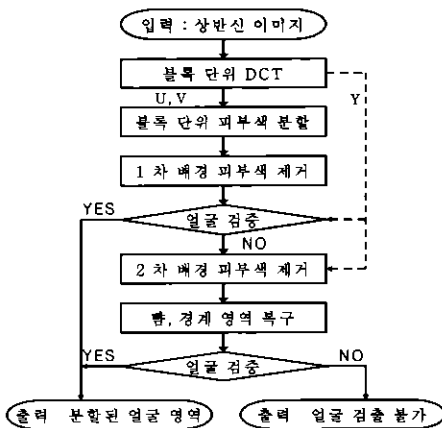 입력 : 상반신 이미지
블록 단위 DCT
U, V
Y
블록 단위 피부색 분할
1 차 배경 피부색 제거
YES
얼굴 검증
NO
2 차 배경 피부색 제거
뺨, 경계 영역 복구
YES
얼굴 검증
NO
출력 분할된 얼굴 영역
출력 얼굴 검출 불가